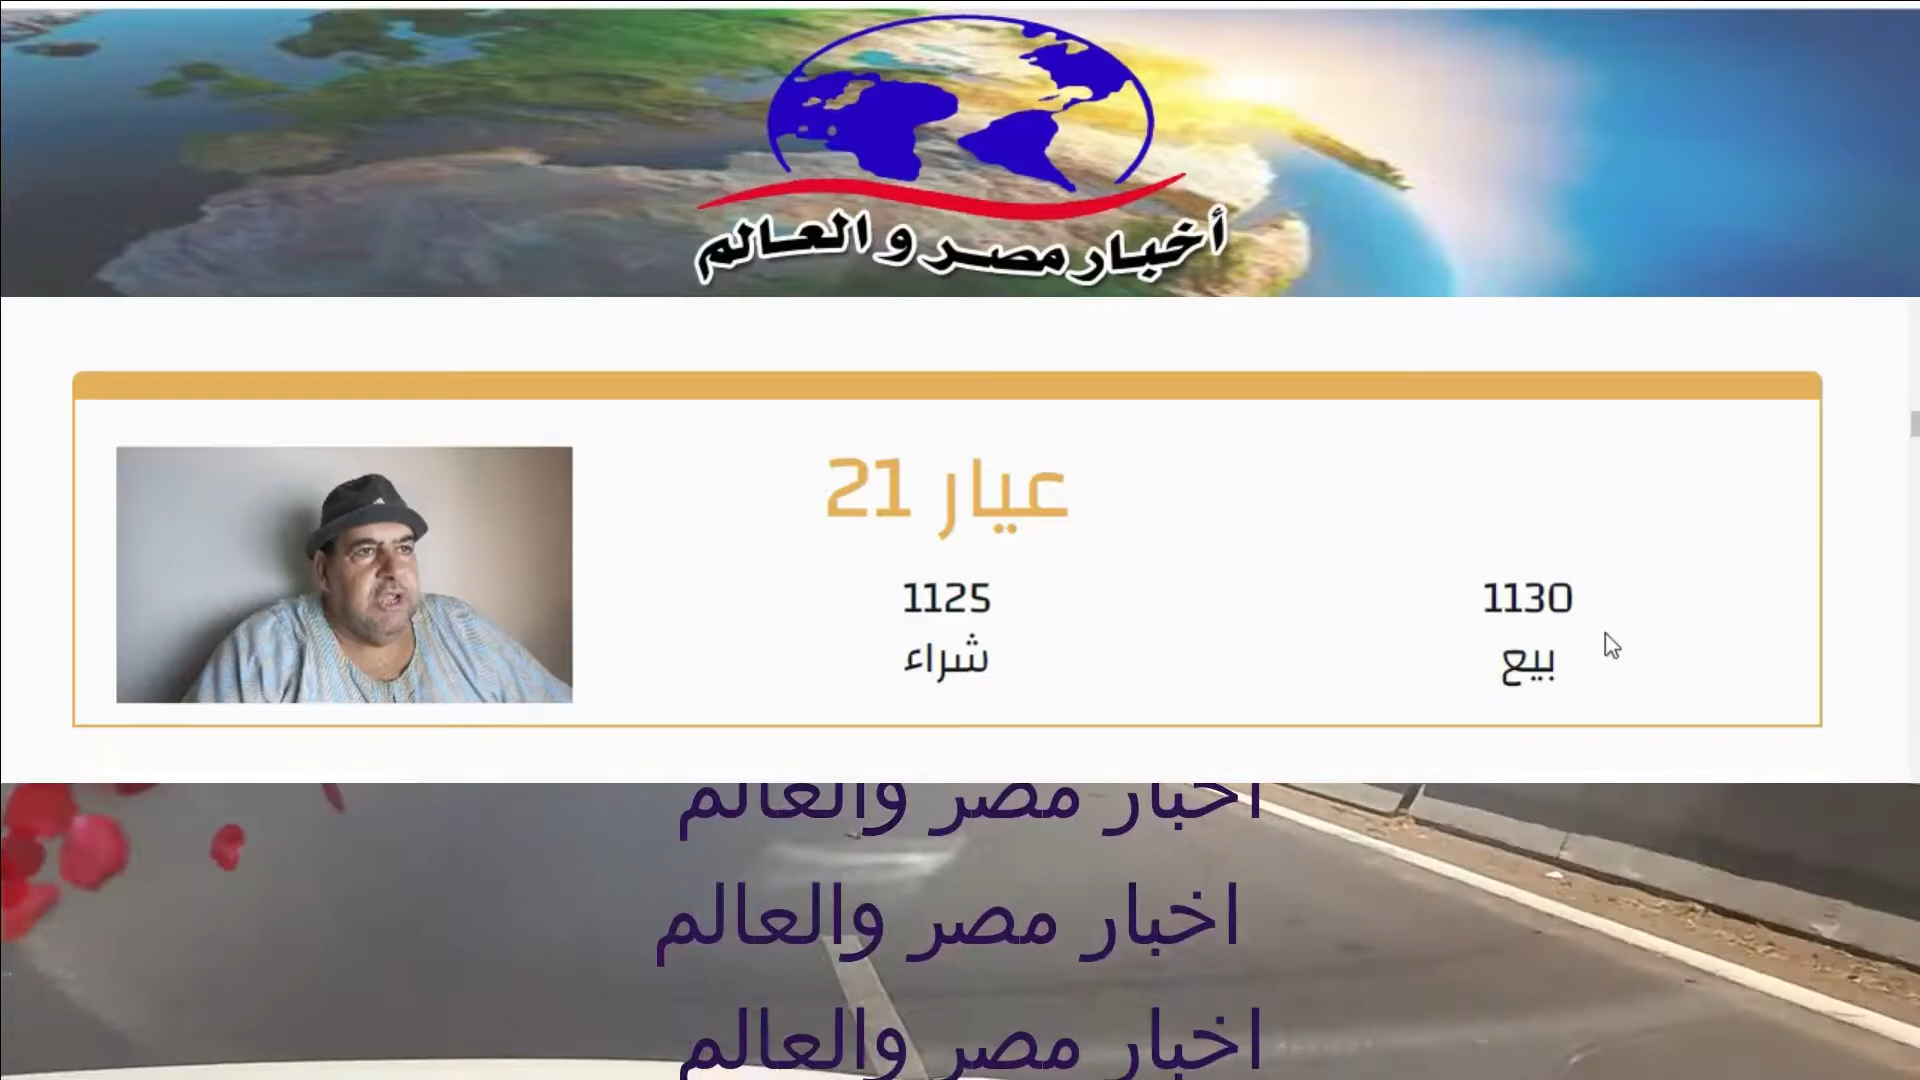 أخبار مصر و العالم
عيار 21
1130
1125
بيع
شراء
اخبار مصر والعالم
اخبار مصر والعالم
اخبار مصر والعالم